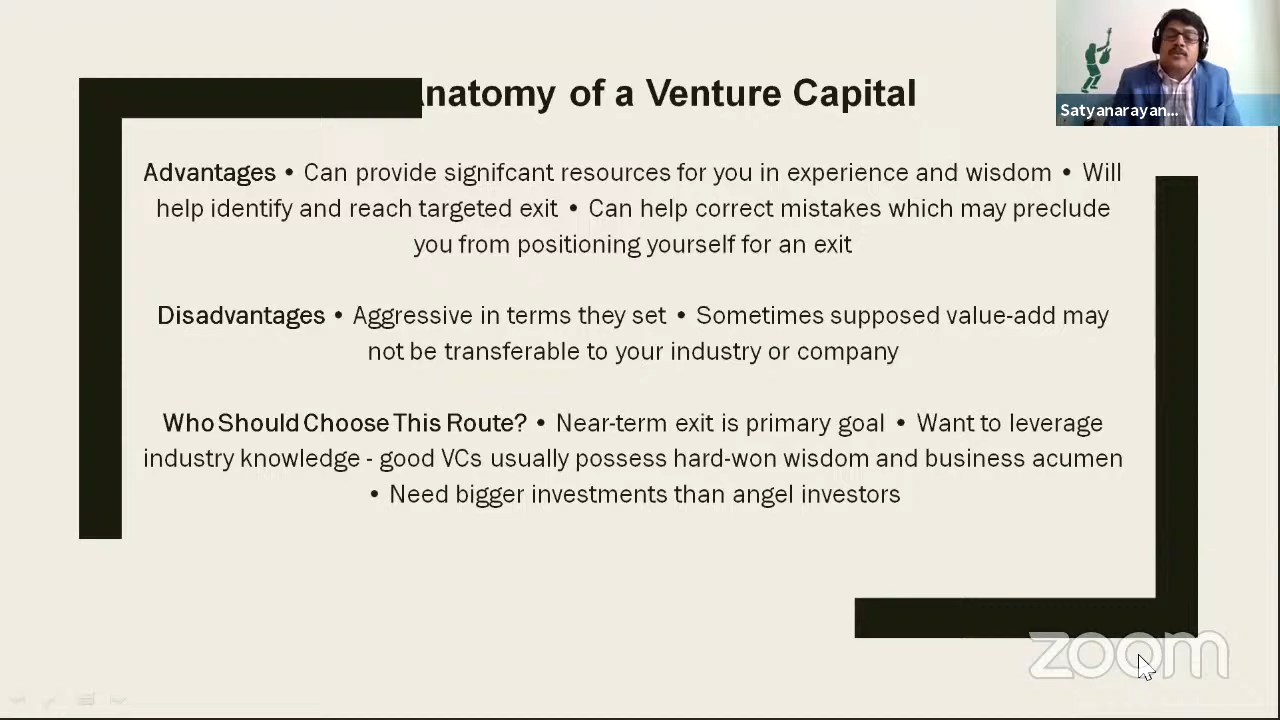 natomy of a Venture Capital
Satyanarayan...
Advantages • Can provide signifcant resources for you in experience and wisdom • Will
help identify and reach targeted exit • Can help correct mistakes which may preclude
you from positioning yourself for an exit
Disadvantages • Aggressive in terms they set • Sometimes supposed value-add may
not be transferable to your industry or company
Who Should Choose This Route? • Near-term exit is primary goal • Want to leverage
industry knowledge - good VCs usually possess hard-won wisdom and business acumen
• Need bigger investments than angel investors
zoom